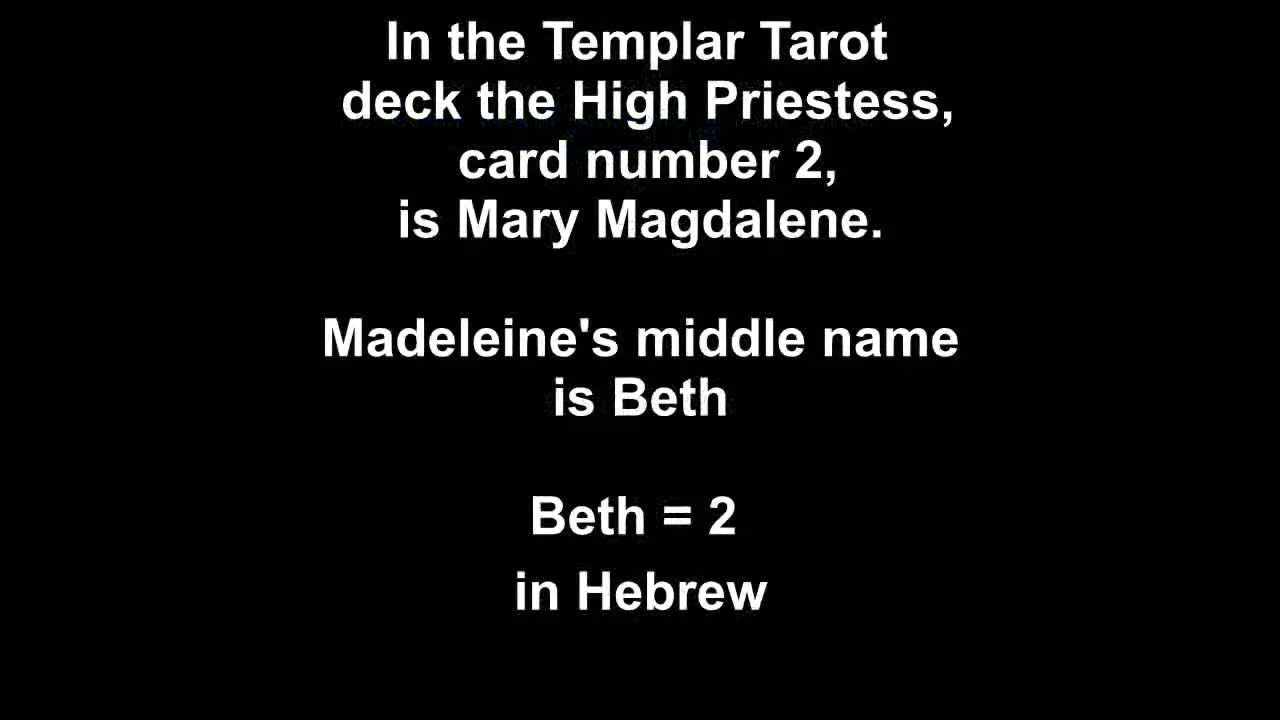 In the Templar Tarot
deck the High Priestess,
card number 2,
is Mary Magdalene.
Madeleine's middle name
is Beth
Beth = 2
in Hebrew